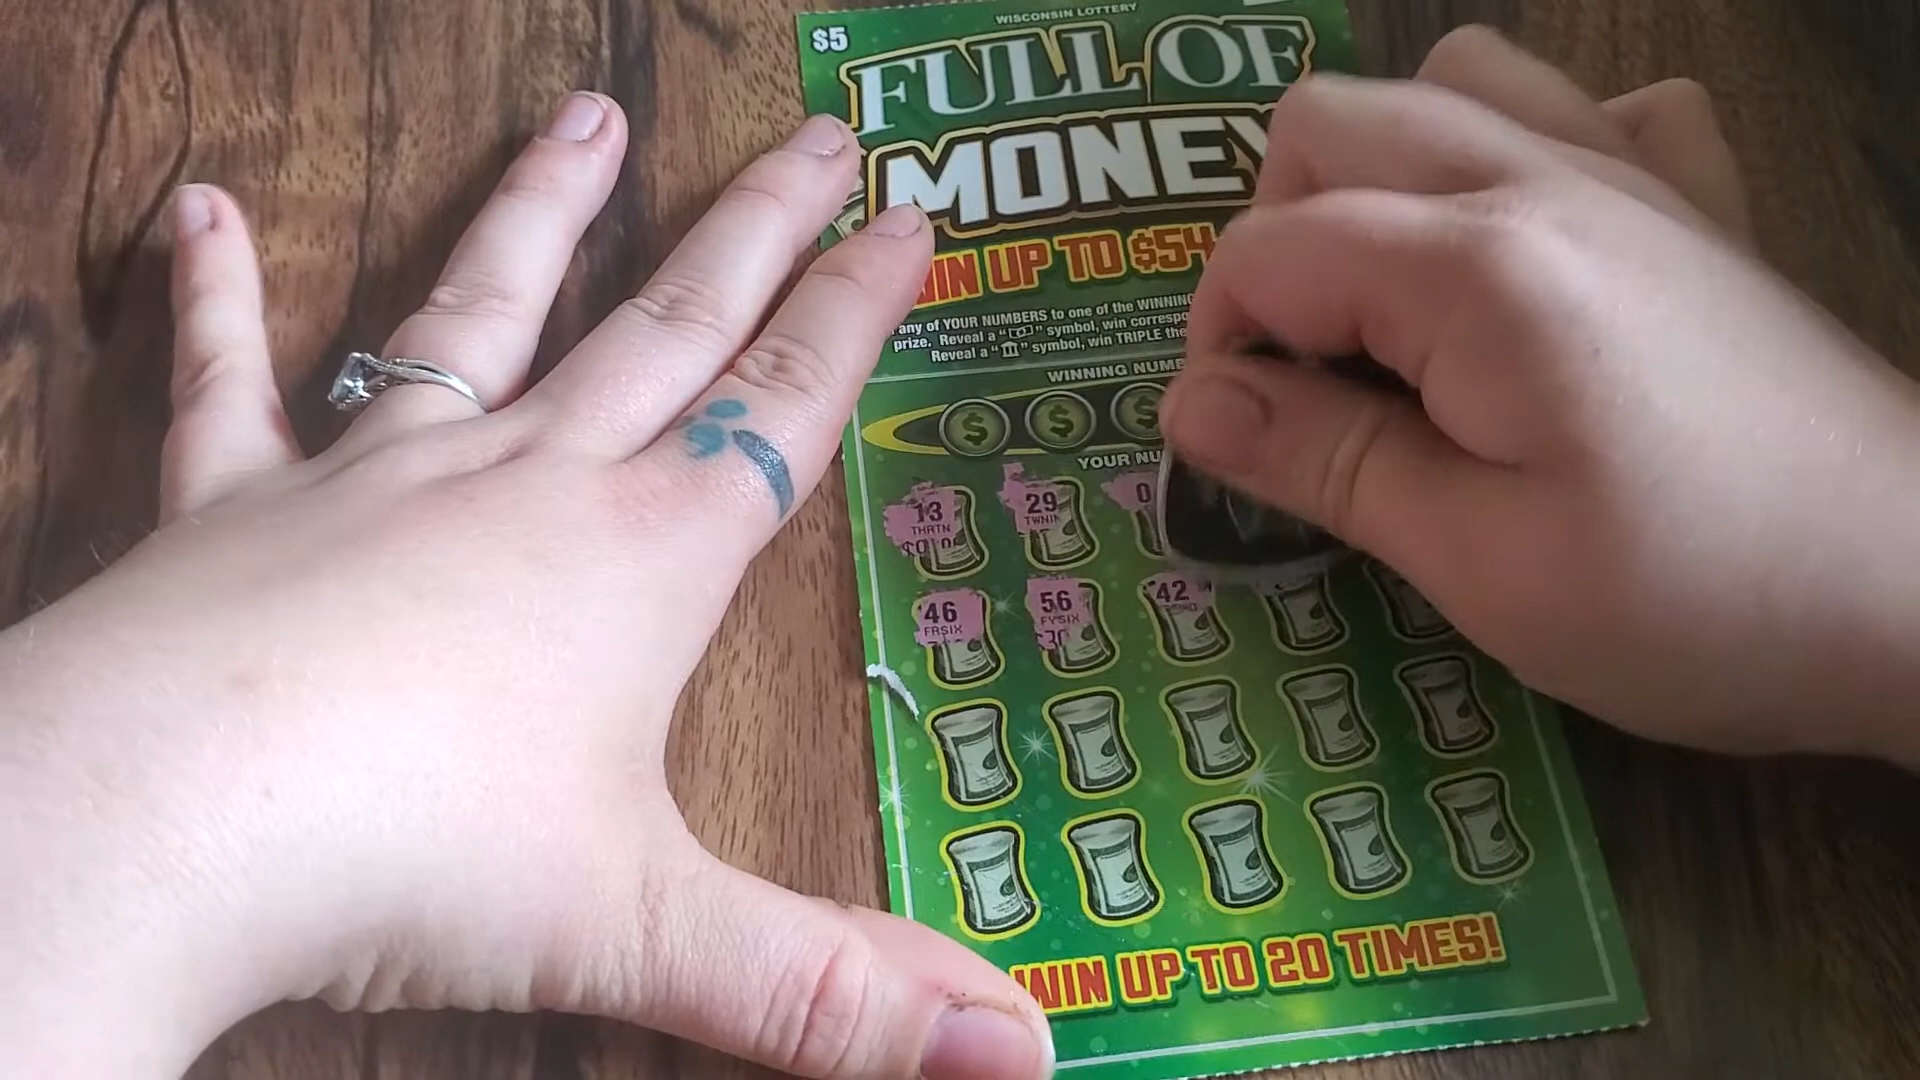 WISCONSIN LOTTERY
$5
FULL OF
MONEY
WIN UP TO $54
any of YOUR NUMBERS to one of the WINNING
prize. Reveal a " " symbol, win
Reveal a " " symbol, win TRIPLE the
WINNING
$ $ $
YOUR
13 29
THRTN TWNIN
46 56 42
FRSIX FYSIX
WIN UP TO 20 TIMES!